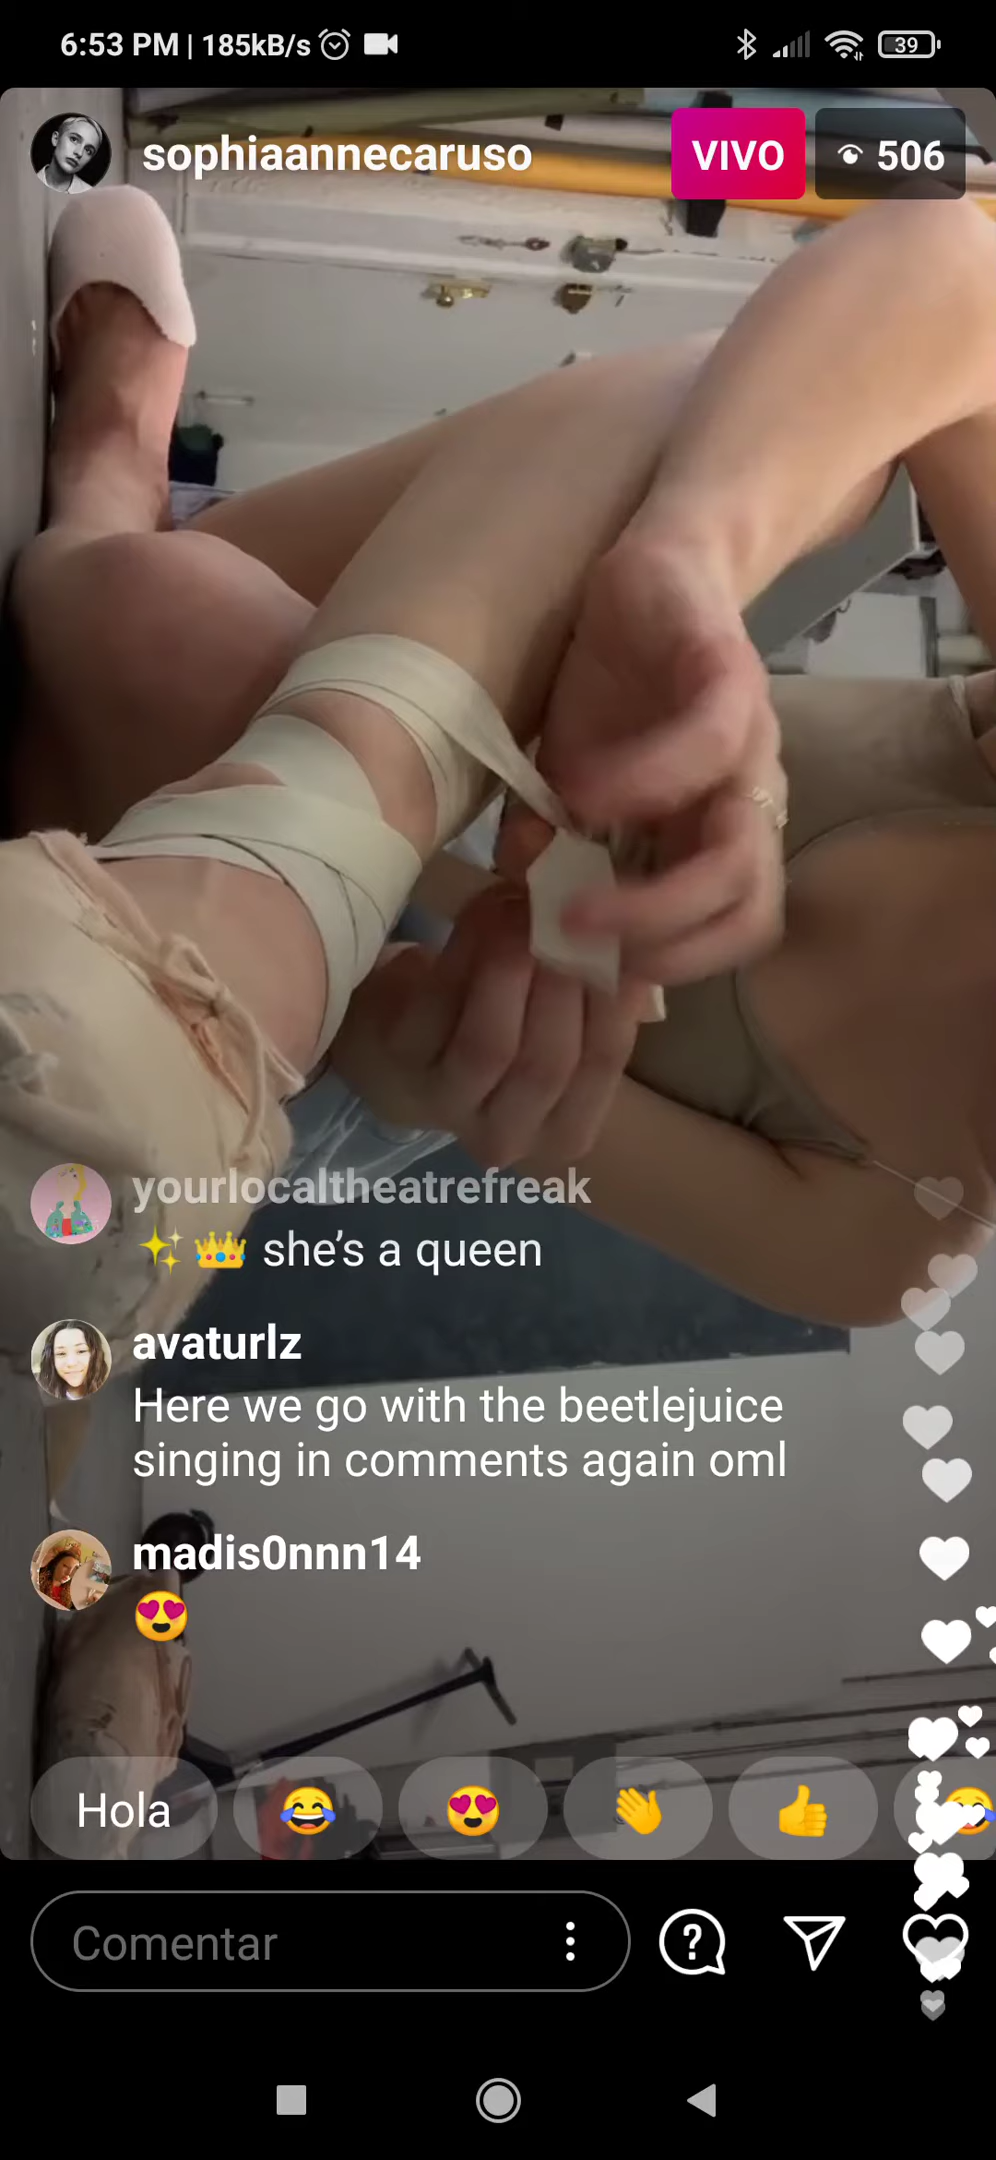 6:53 PM | 185kB/s
39
sophiaannecaruso
VIVO
506
yourlocaltheatrefreak
✨👑 she’s a queen
avaturlz
Here we go with the beetlejuice
singing in comments again oml
madis0nnn14
😍
Hola 😂 😍 👏 👍 😂
Comentar